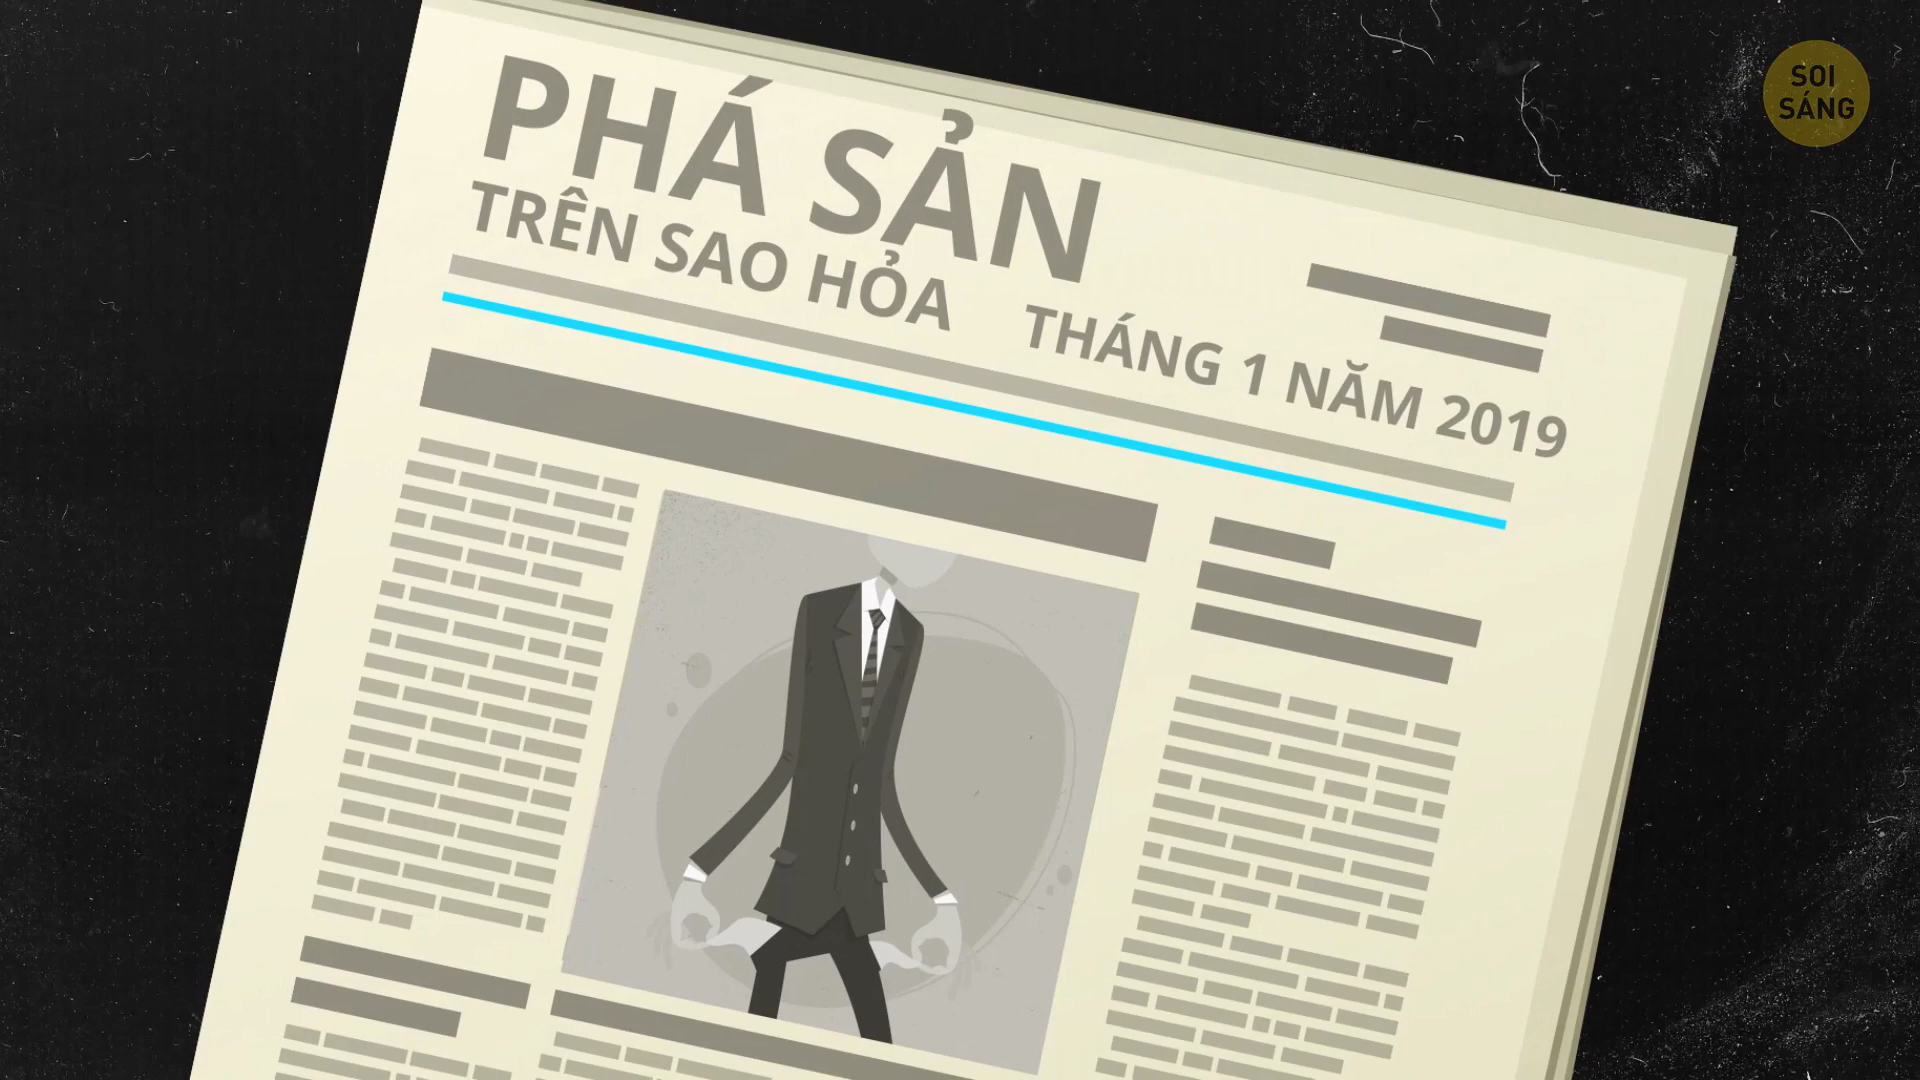 PHÁ SẢN
TRÊN SAO HỎA
THÁNG 1 NĂM 2019
SOI
SÁNG